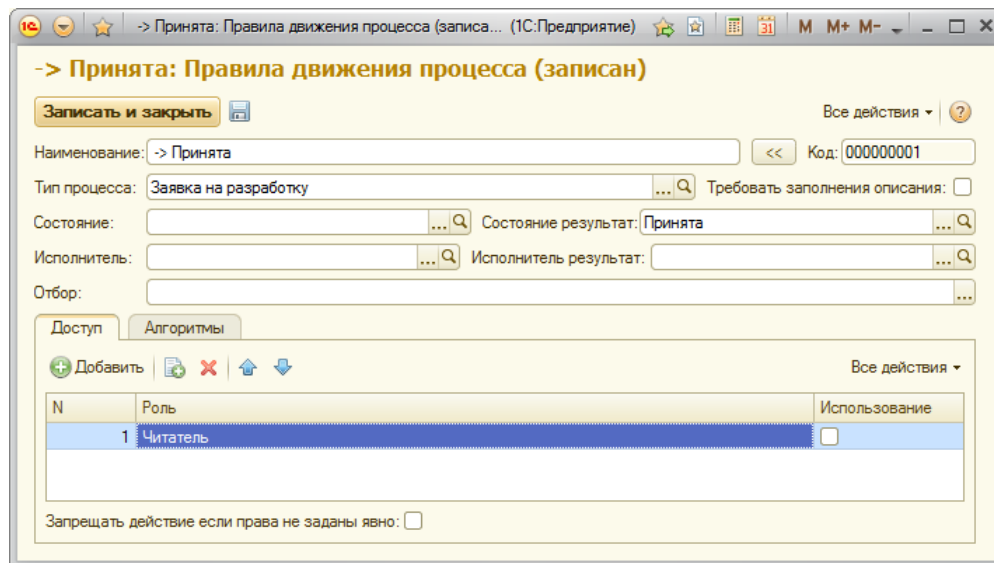 -> Принята: Правила движения процесса (записа... (1С:Предприятие) 31 M M+ M-
-> Принята: Правила движения процесса (записан)
Записать и закрыть Все действия
Наименование: -> Принята << Код: 000000001
Тип процесса: Заявка на разработку ... Требовать заполнения описания:
Состояние: ... Состояние результат: Принята ...
Исполнитель: ... Исполнитель результат: ...
Отбор: ...
Доступ Алгоритмы
Добавить Все действия
N Роль Использование
1 Читатель
Запрещать действие если права не заданы явно: